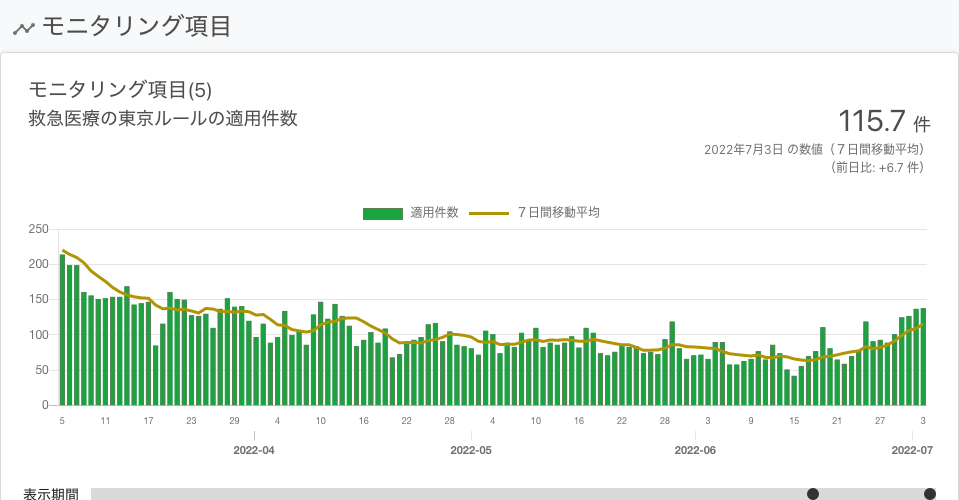 モニタリング項目
モニタリング項目(5)
救急医療の東京ルールの適用件数
115.7 件
2022年7月3日 の数値（７日間移動平均）
（前日比: +6.7 件）
適用件数 ７日間移動平均
250
200
150
100
50
0
5 11 17 23 29 4 10 16 22 28 4 10 16 22 28 3 9 15 21 27 3
2022-04 2022-05 2022-06 2022-07
表示期間